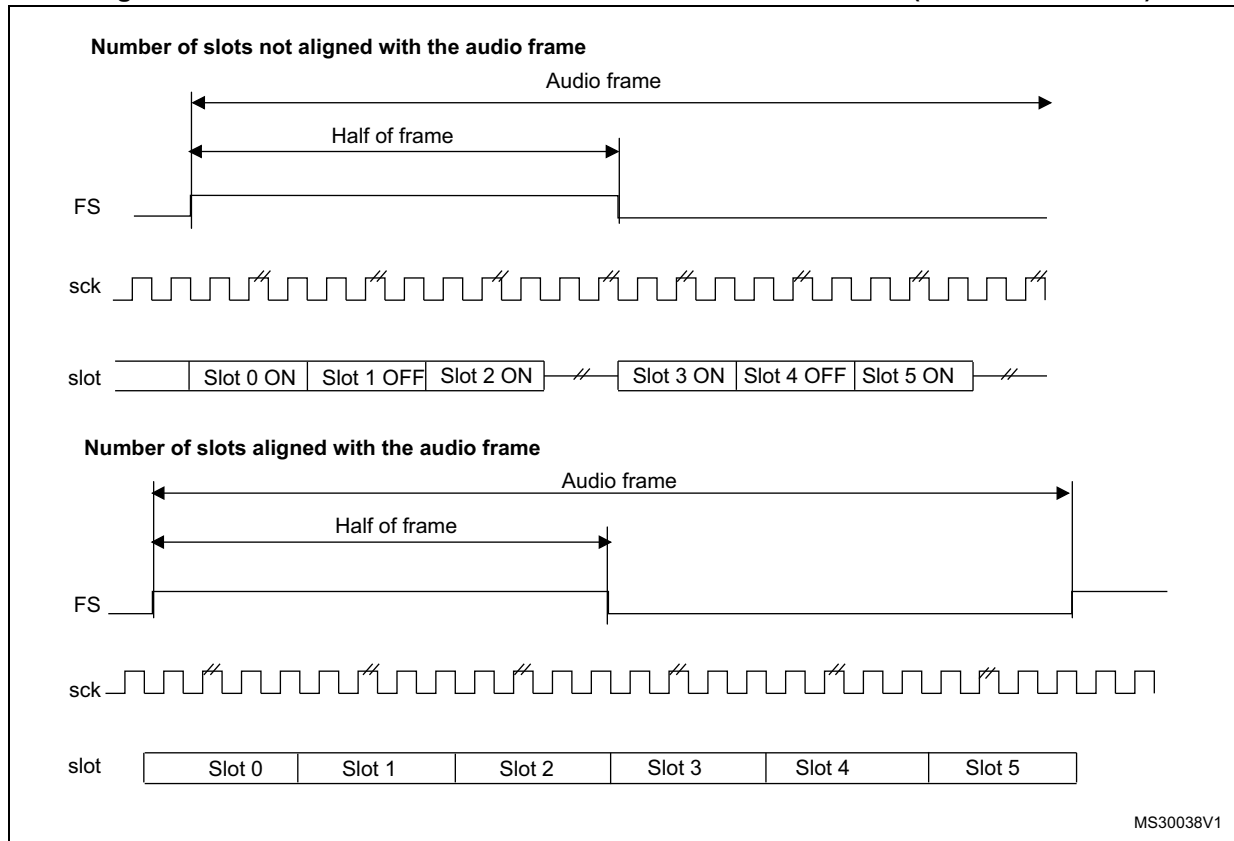 Number of slots not aligned with the audio frame
Audio frame
Half of frame
FS
sck
slot
Slot 0 ON
Slot 1 OFF
Slot 2 ON
Slot 3 ON
Slot 4 OFF
Slot 5 ON
Number of slots aligned with the audio frame
Audio frame
Half of frame
FS
sck
slot
Slot 0
Slot 1
Slot 2
Slot 3
Slot 4
Slot 5
MS30038V1